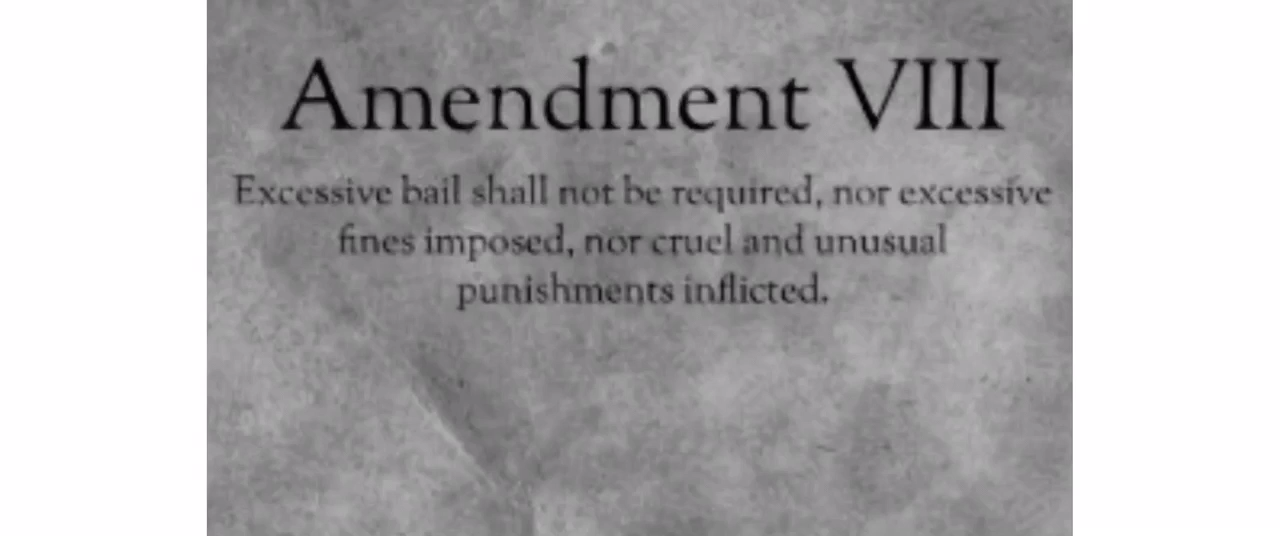 Amendment VIII
Excessive bail shall not be required, nor excessive
fines imposed, nor cruel and unusual
punishments inflicted.